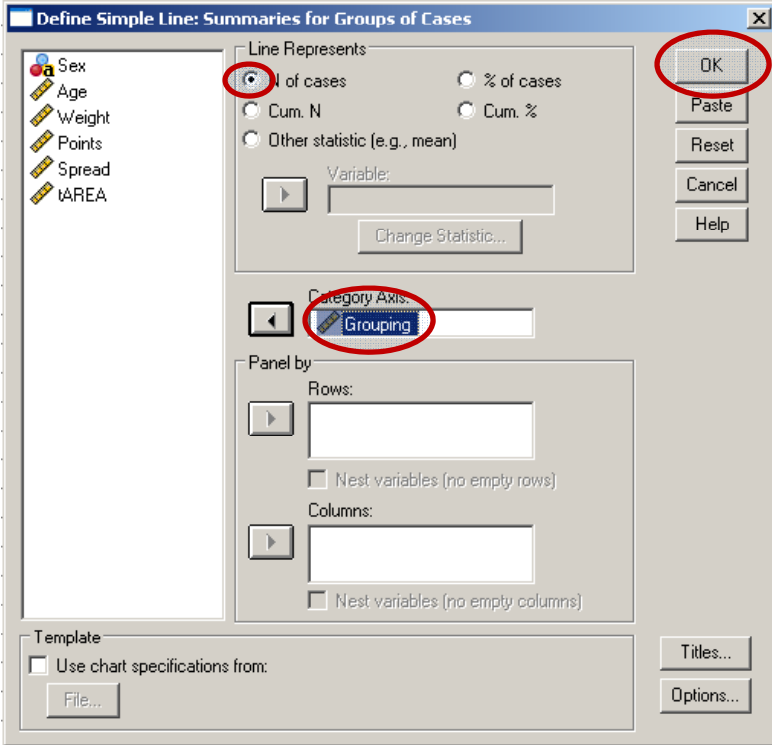 Define Simple Line: Summaries for Groups of Cases
Sex
Age
Weight
Points
Spread
tAREA
Line Represents
N of cases
% of cases
Cum. N
Cum. %
Other statistic (e.g., mean)
Variable:
Change Statistic...
Category Axis:
Grouping
Panel by
Rows:
Nest variables (no empty rows)
Columns:
Nest variables (no empty columns)
Template
Use chart specifications from:
File...
OK
Paste
Reset
Cancel
Help
Titles...
Options...